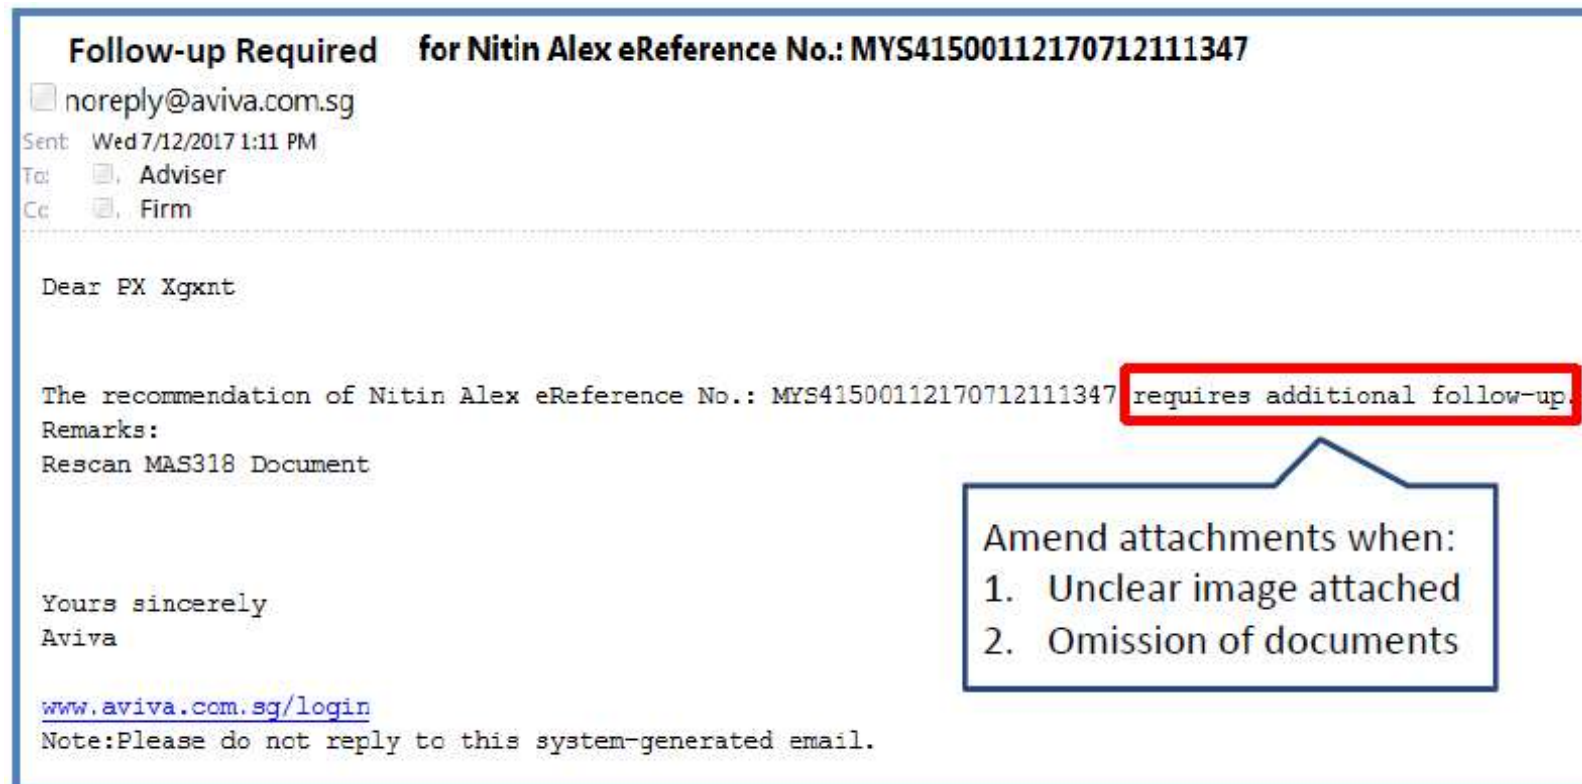 Follow-up Required for Nitin Alex eReference No.: MYS41500112170712111347
noreply@aviva.com.sg
Sent: Wed 7/12/2017 1:11 PM
To: Adviser
Cc Firm
Dear PX Xgxnt
The recommendation of Nitin Alex eReference No.: MYS41500112170712111347 requires additional follow-up.
Remarks:
Rescan MAS318 Document
Amend attachments when:
1. Unclear image attached
2. Omission of documents
Yours sincerely
Aviva
www.aviva.com.sg/login
Note:Please do not reply to this system-generated email.